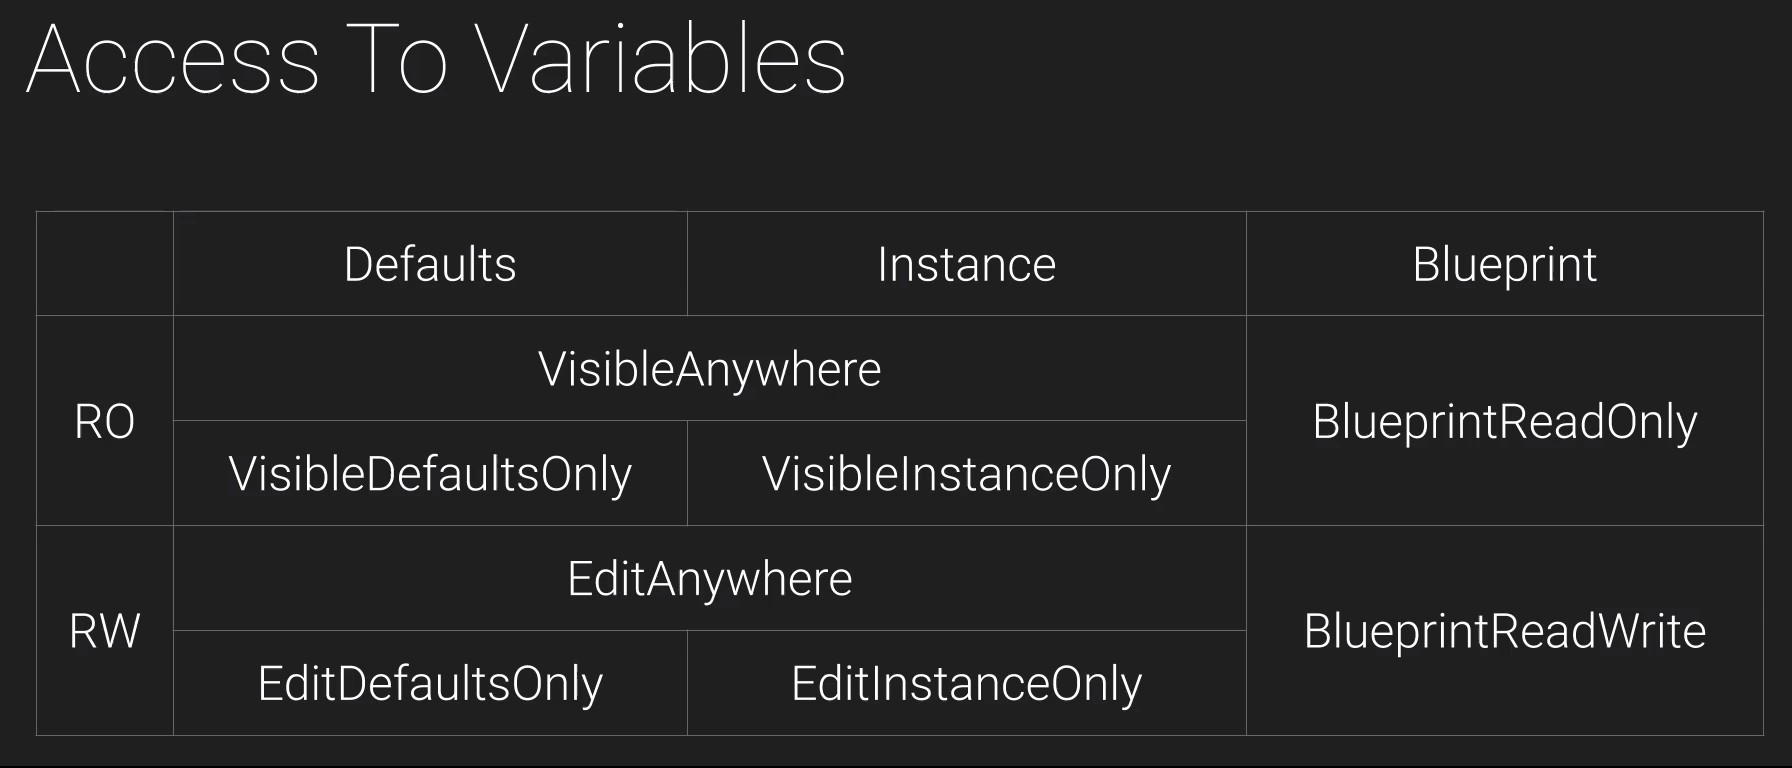 Access To Variables
Defaults Instance Blueprint
RO
VisibleAnywhere
VisibleDefaultsOnly VisibleInstanceOnly
BlueprintReadOnly
RW
EditAnywhere
EditDefaultsOnly EditInstanceOnly
BlueprintReadWrite